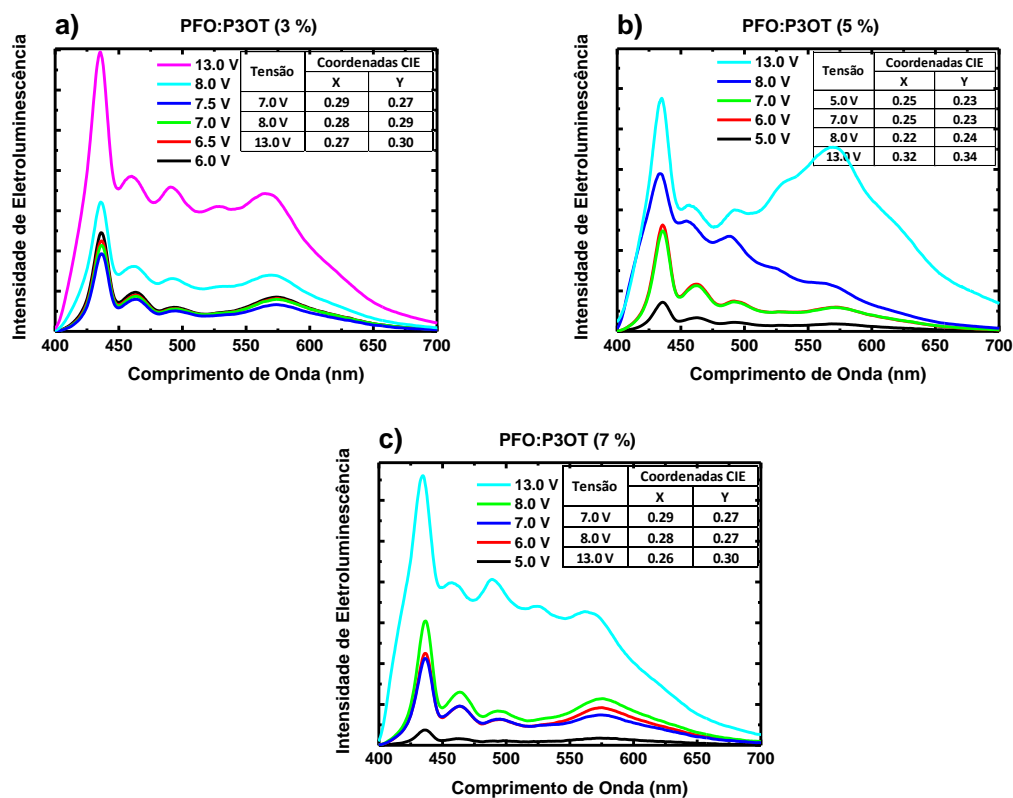 a)
PFO:P3OT (3 %)
Intensidade de Eletroluminescência
13.0 V
8.0 V
7.5 V
7.0 V
6.5 V
6.0 V
Tensão Coordenadas CIE
X Y
7.0 V 0.29 0.27
8.0 V 0.28 0.29
13.0 V 0.27 0.30
400 450 500 550 600 650 700
Comprimento de Onda (nm)
b)
PFO:P3OT (5 %)
Intensidade de Eletroluminescência
13.0 V
8.0 V
7.0 V
6.0 V
5.0 V
Tensão Coordenadas CIE
X Y
5.0 V 0.25 0.23
7.0 V 0.25 0.23
8.0 V 0.22 0.24
13.0 V 0.32 0.34
400 450 500 550 600 650 700
Comprimento de Onda (nm)
c)
PFO:P3OT (7 %)
Intensidade de Eletroluminescência
13.0 V
8.0 V
7.0 V
6.0 V
5.0 V
Tensão Coordenadas CIE
X Y
7.0 V 0.29 0.27
8.0 V 0.28 0.27
13.0 V 0.26 0.30
400 450 500 550 600 650 700
Comprimento de Onda (nm)